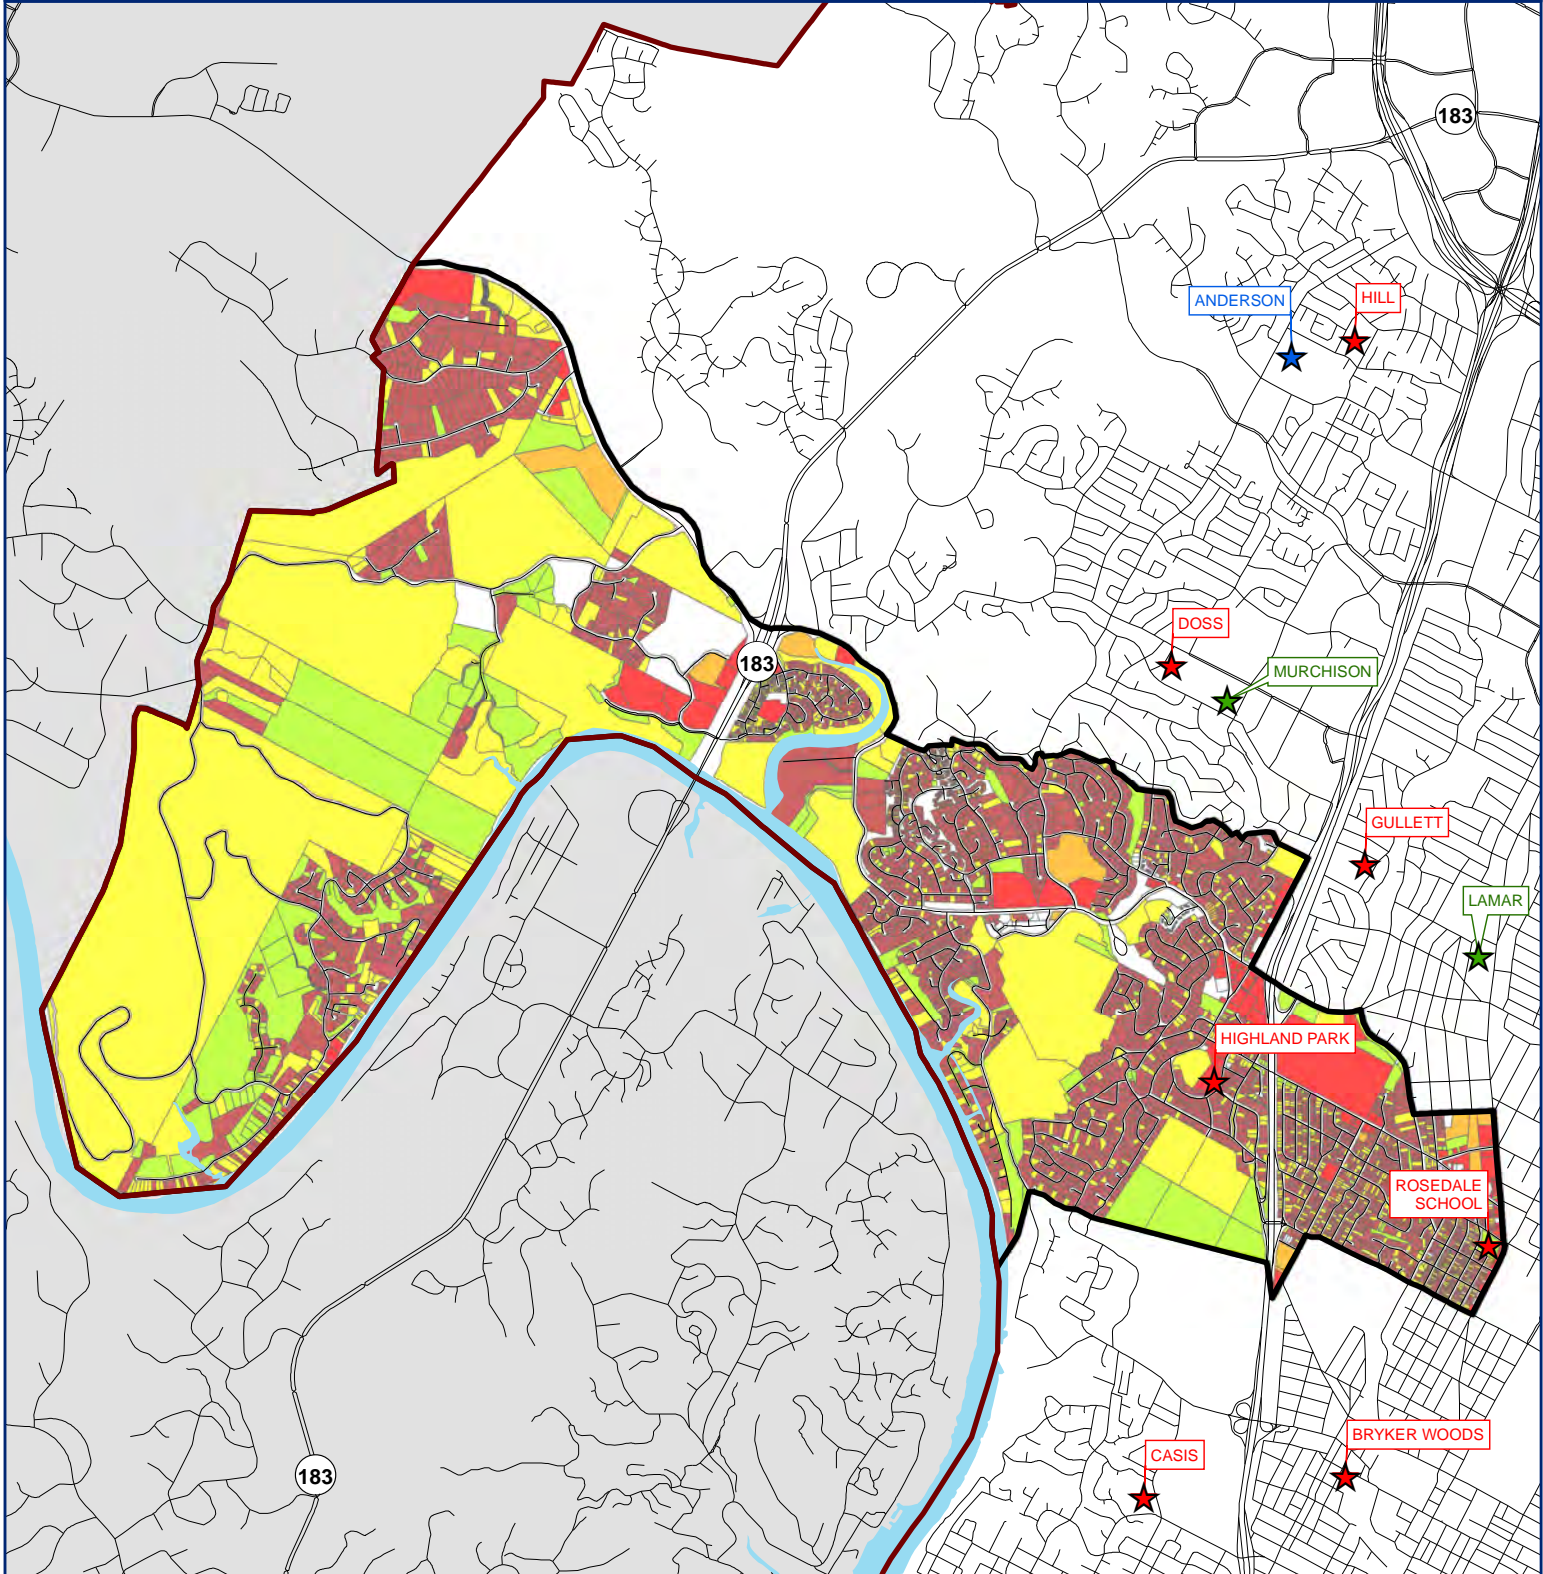 183
ANDERSON
HILL
DOSS
183
MURCHISON
GULLETT
LAMAR
HIGHLAND PARK
ROSEDALE
SCHOOL
BRYKER WOODS
CASIS
183